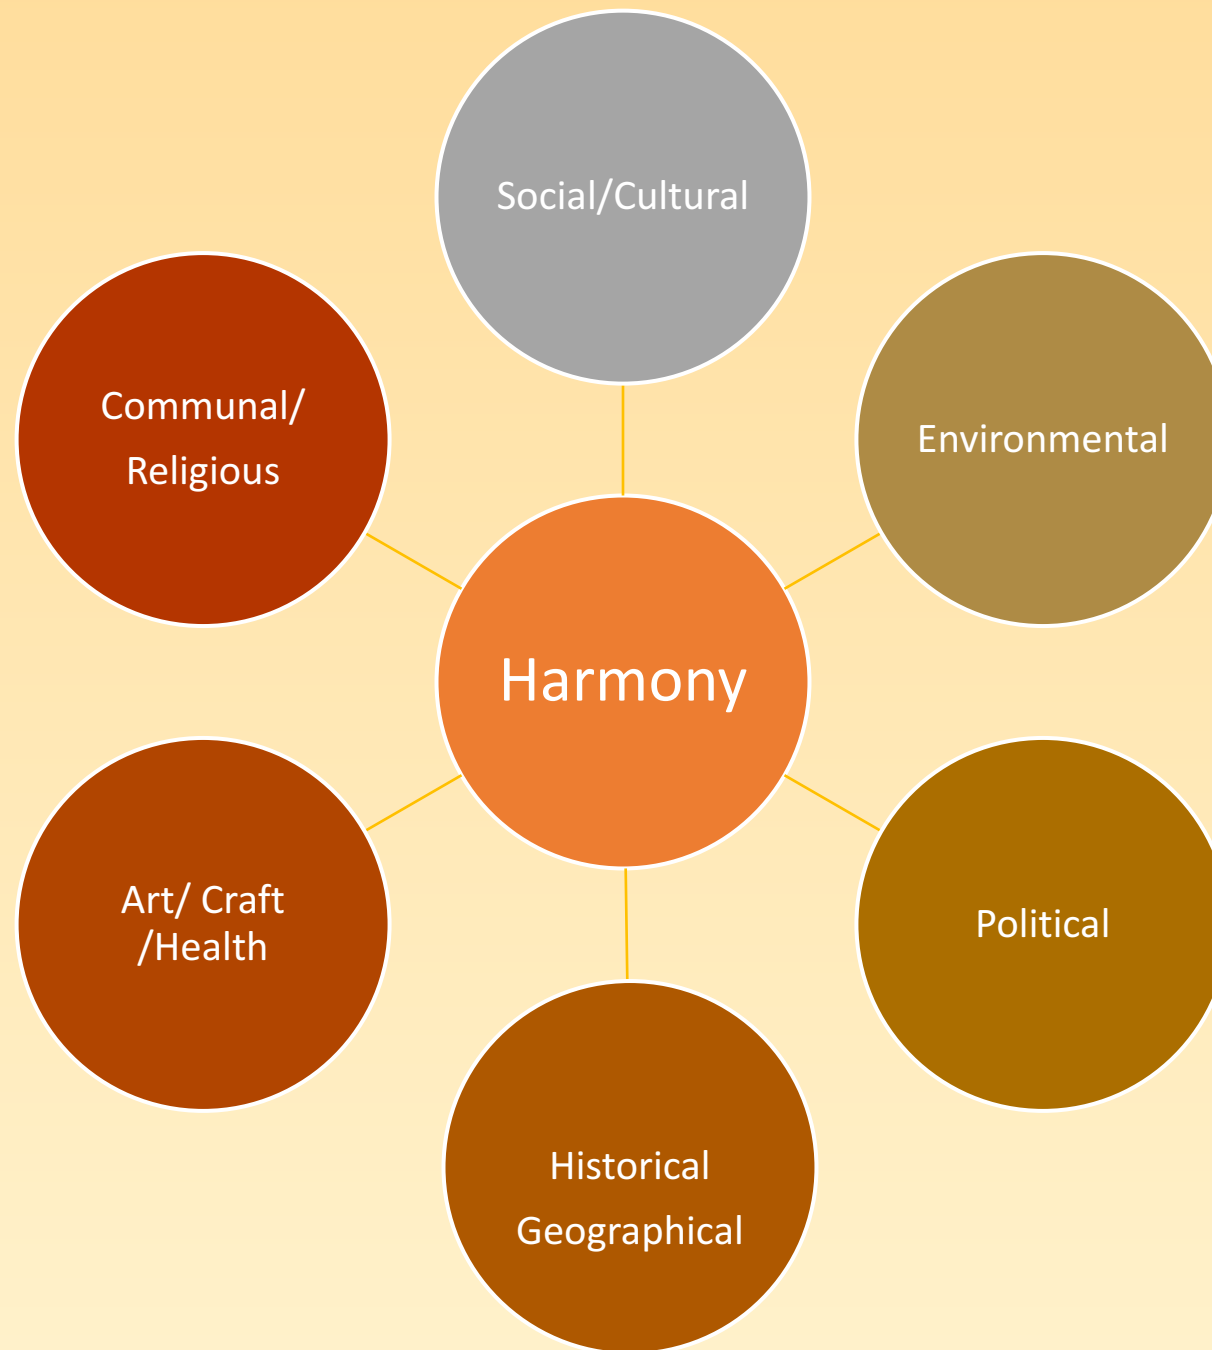 Social/Cultural
Communal/
Religious
Environmental
Harmony
Art/ Craft
/Health
Political
Historical
Geographical